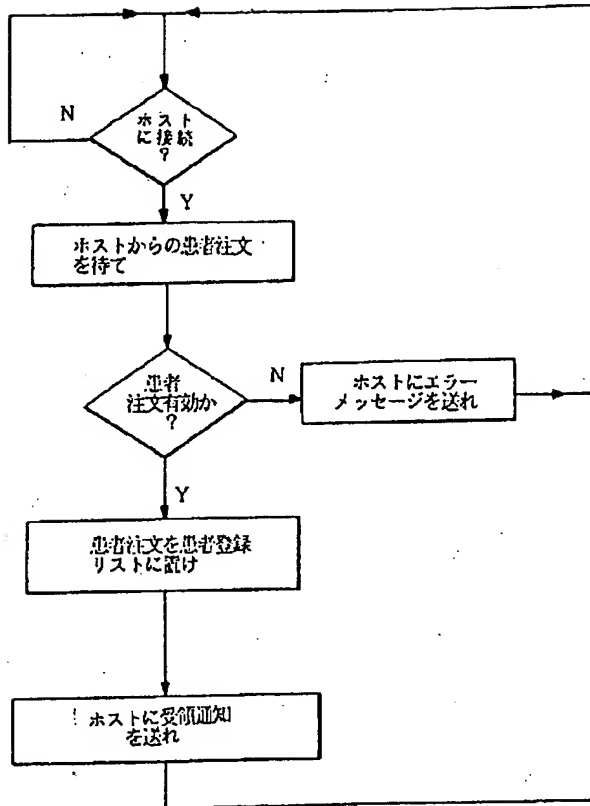 N
ホスト
に接続
?
Y
ホストからの患者注文
を待て
患者
注文有効か
?
N
ホストにエラー
メッセージを送れ
Y
患者注文を患者登録
リストに置け
ホストに受領通知
を送れ